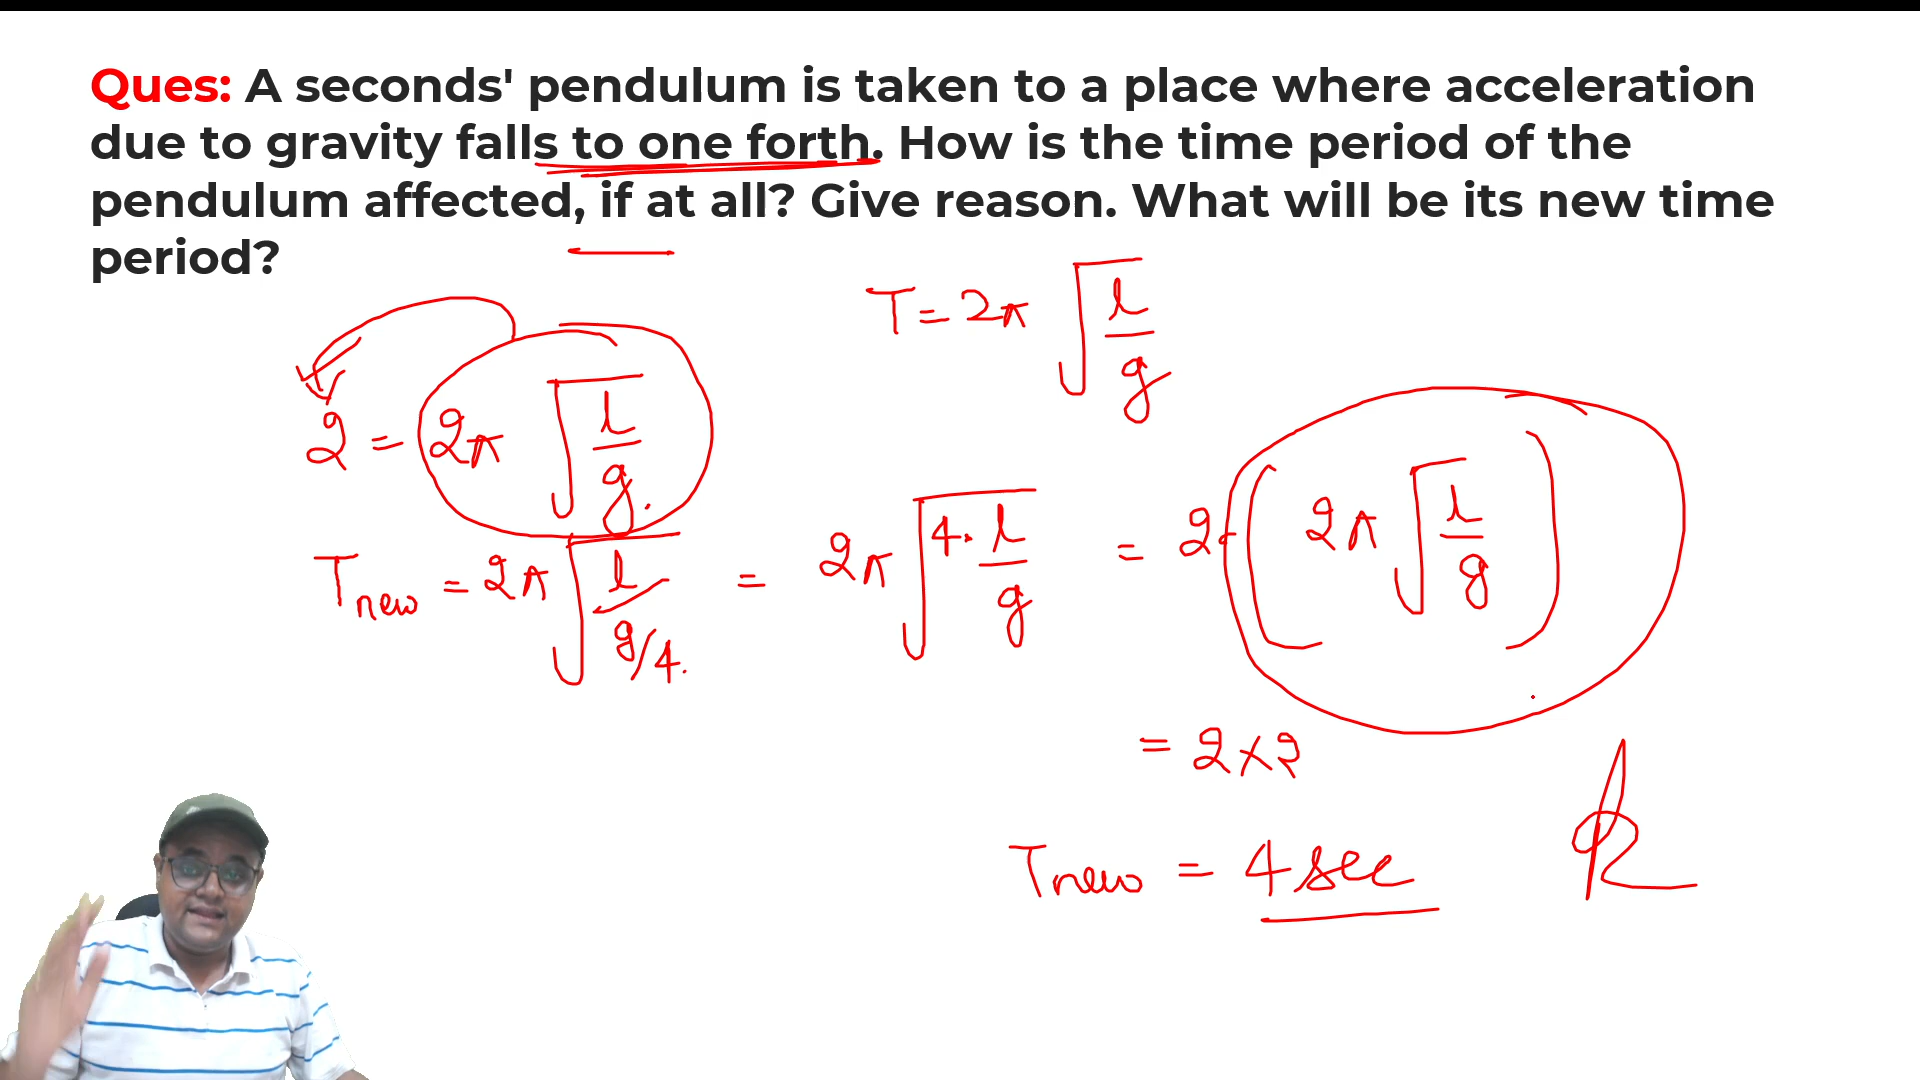 Ques: A seconds' pendulum is taken to a place where acceleration
due to gravity falls to one forth. How is the time period of the
pendulum affected, if at all? Give reason. What will be its new time
period?
T = 2π √(l/g)
2 = 2π √(l/g)
Tnew = 2π √(l/(g/4)) = 2π √(4·l/g) = 2·(2π √(l/g))
= 2×2
Tnew = 4 sec